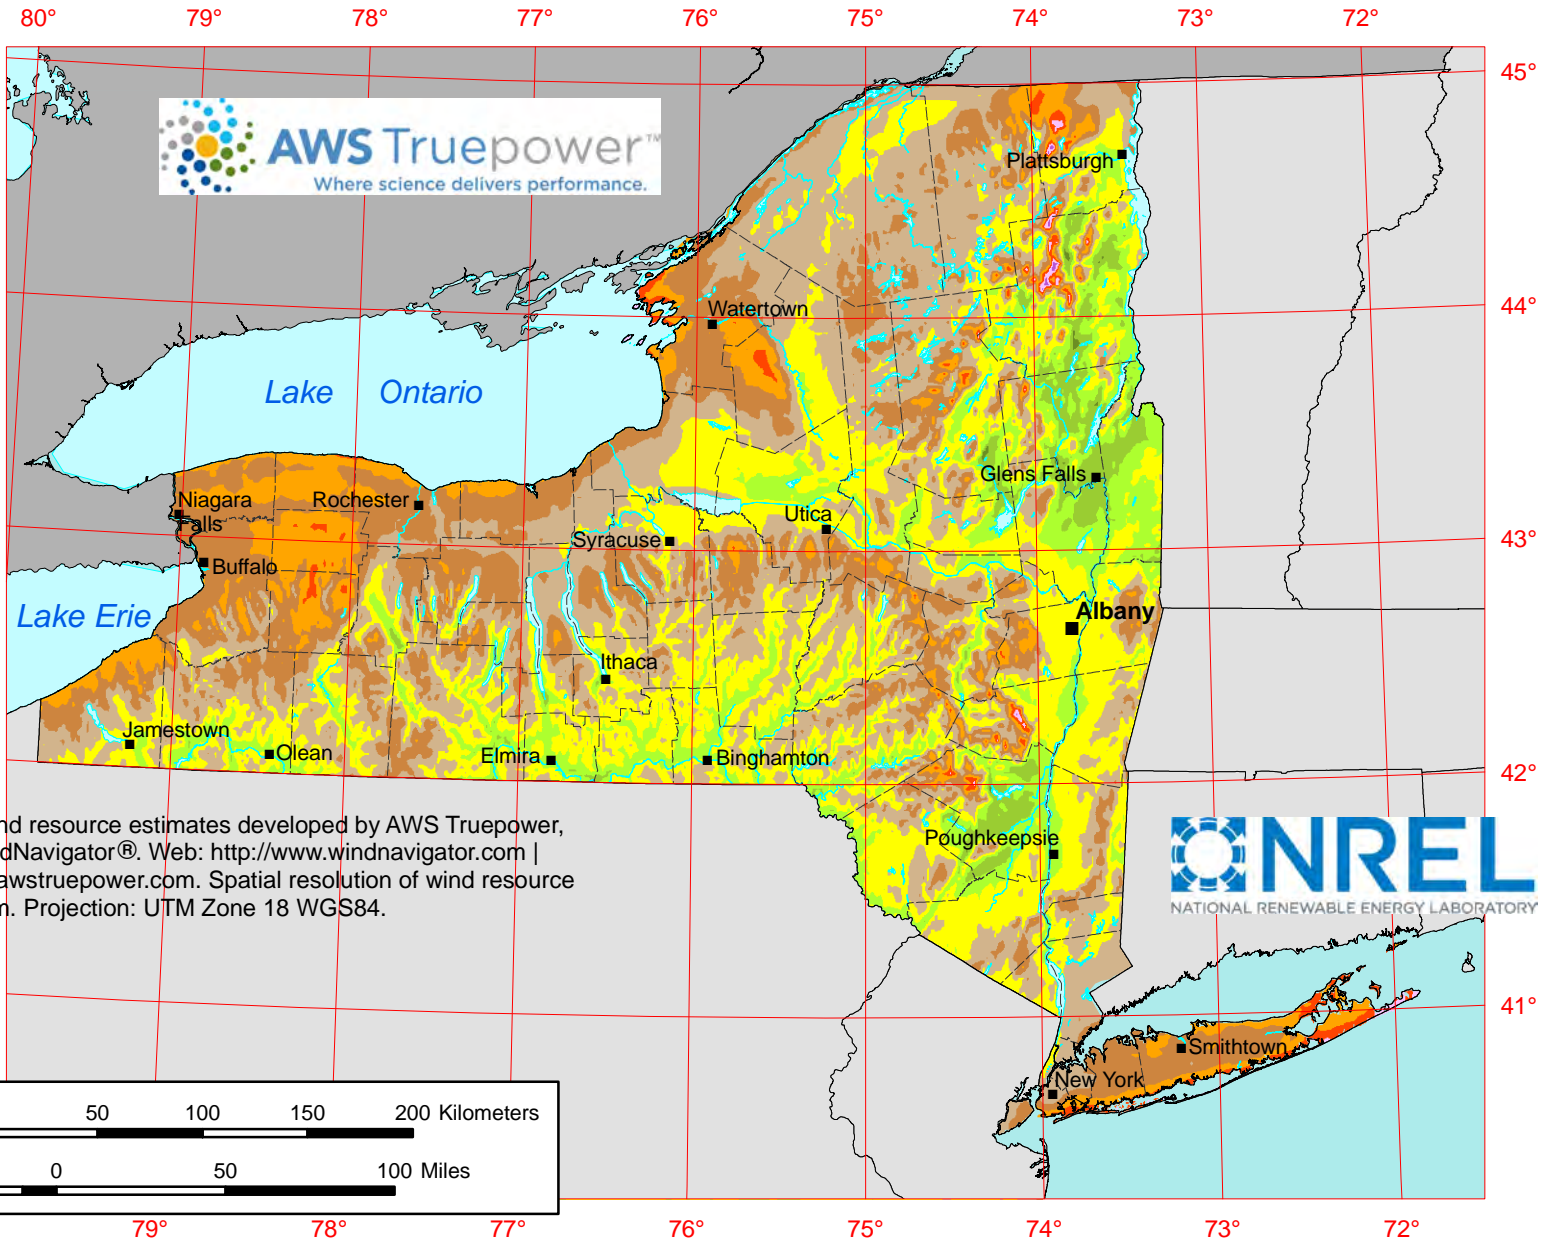 80° 79° 78° 77° 76° 75° 74° 73° 72°
45°
AWS Truepower™
Where science delivers performance.
Plattsburgh
44°
Watertown
Lake Ontario
Glens Falls
Niagara
Falls
Rochester
Utica
Syracuse
43°
Buffalo
Lake Erie
Albany
Ithaca
Jamestown
Olean
Elmira
Binghamton
42°
nd resource estimates developed by AWS Truepower,
dNavigator®. Web: http://www.windnavigator.com |
awstruepower.com. Spatial resolution of wind resource
m. Projection: UTM Zone 18 WGS84.
Poughkeepsie
NREL
NATIONAL RENEWABLE ENERGY LABORATORY
41°
Smithtown
New York
50 100 150 200 Kilometers
0 50 100 Miles
79° 78° 77° 76° 75° 74° 73° 72°